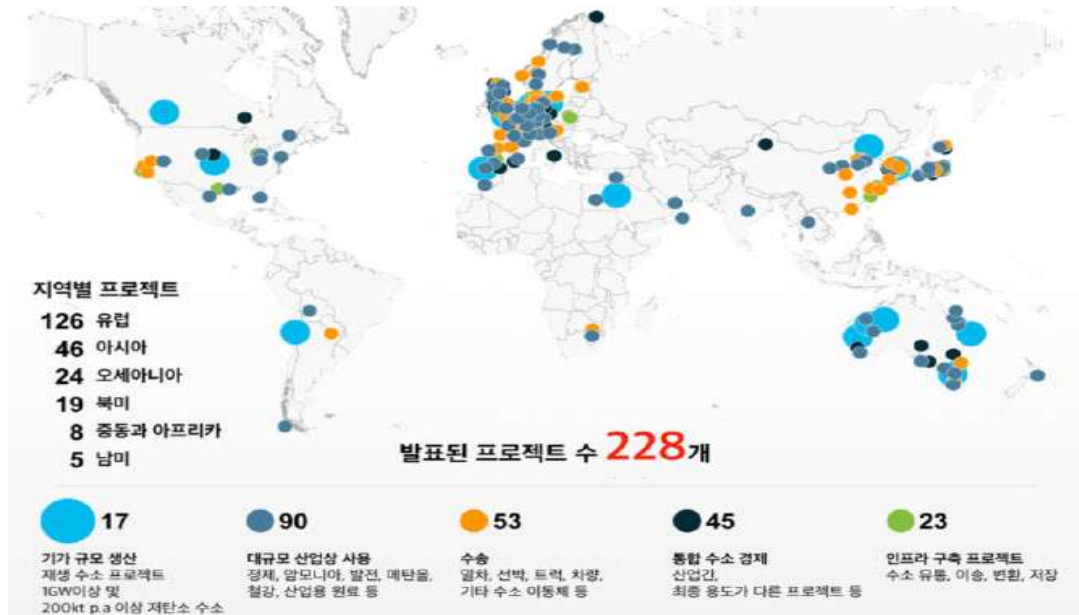 지역별 프로젝트
126 유럽
46 아시아
24 오세아니아
19 북미
8 중동과 아프리카
5 남미
발표된 프로젝트 수 228개
17
기가 규모 생산
재생 수소 프로젝트
1GW이상 및
200kt p.a 이상 저탄소 수소
90
대규모 산업상 사용
정제, 암모니아, 발전, 메탄올,
철강, 산업용 원료 등
53
수송
열차, 선박, 트럭, 차량,
기타 수소 이동체 등
45
통합 수소 경제
산업간,
최종 용도가 다른 프로젝트 등
23
인프라 구축 프로젝트
수소 유통, 이송, 변환, 저장